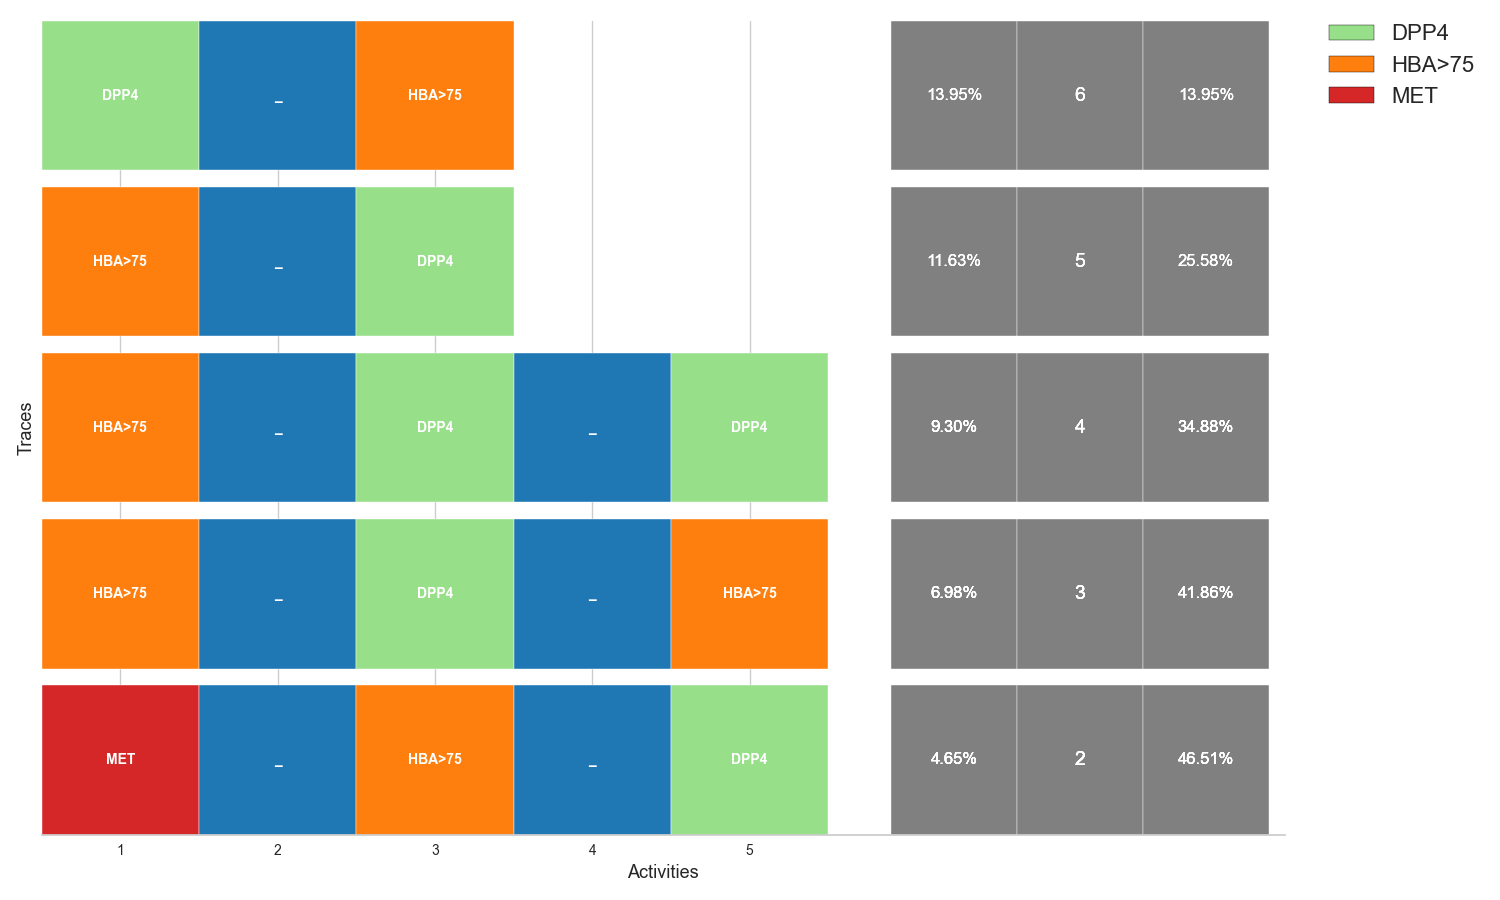 DPP4 _ HBA>75 13.95% 6 13.95%
HBA>75 _ DPP4 11.63% 5 25.58%
HBA>75 _ DPP4 _ DPP4 9.30% 4 34.88%
HBA>75 _ DPP4 _ HBA>75 6.98% 3 41.86%
MET _ HBA>75 _ DPP4 4.65% 2 46.51%
1 2 3 4 5
Activities
Traces
DPP4
HBA>75
MET